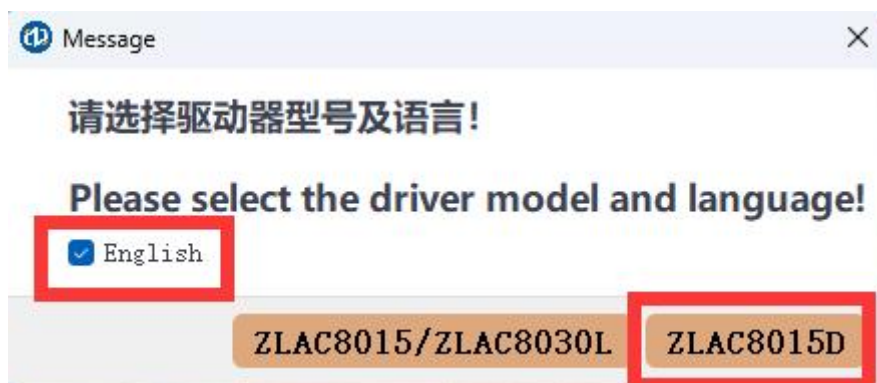 Message
请选择驱动器型号及语言!
Please select the driver model and language!
English
ZLAC8015/ZLAC8030L ZLAC8015D